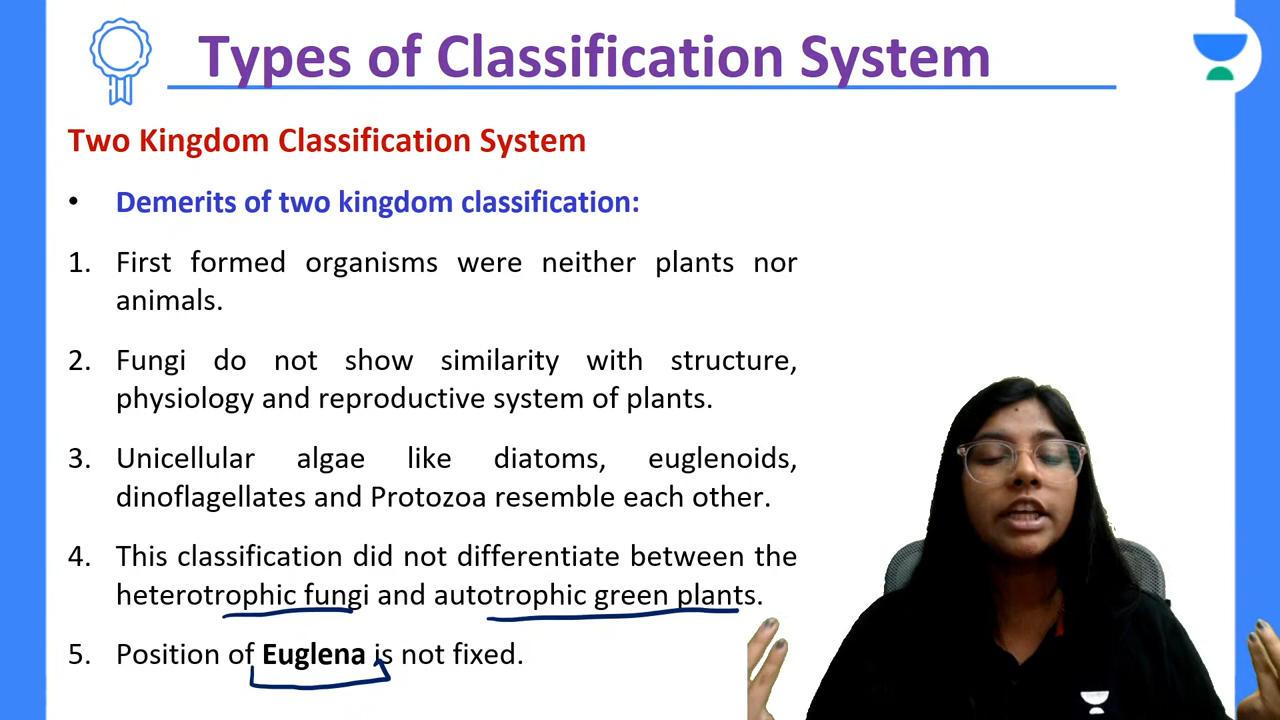 Types of Classification System
Two Kingdom Classification System
• Demerits of two kingdom classification:
1. First formed organisms were neither plants nor
animals.
2. Fungi do not show similarity with structure,
physiology and reproductive system of plants.
3. Unicellular algae like diatoms, euglenoids,
dinoflagellates and Protozoa resemble each other.
4. This classification did not differentiate between the
heterotrophic fungi and autotrophic green plants.
5. Position of Euglena is not fixed.